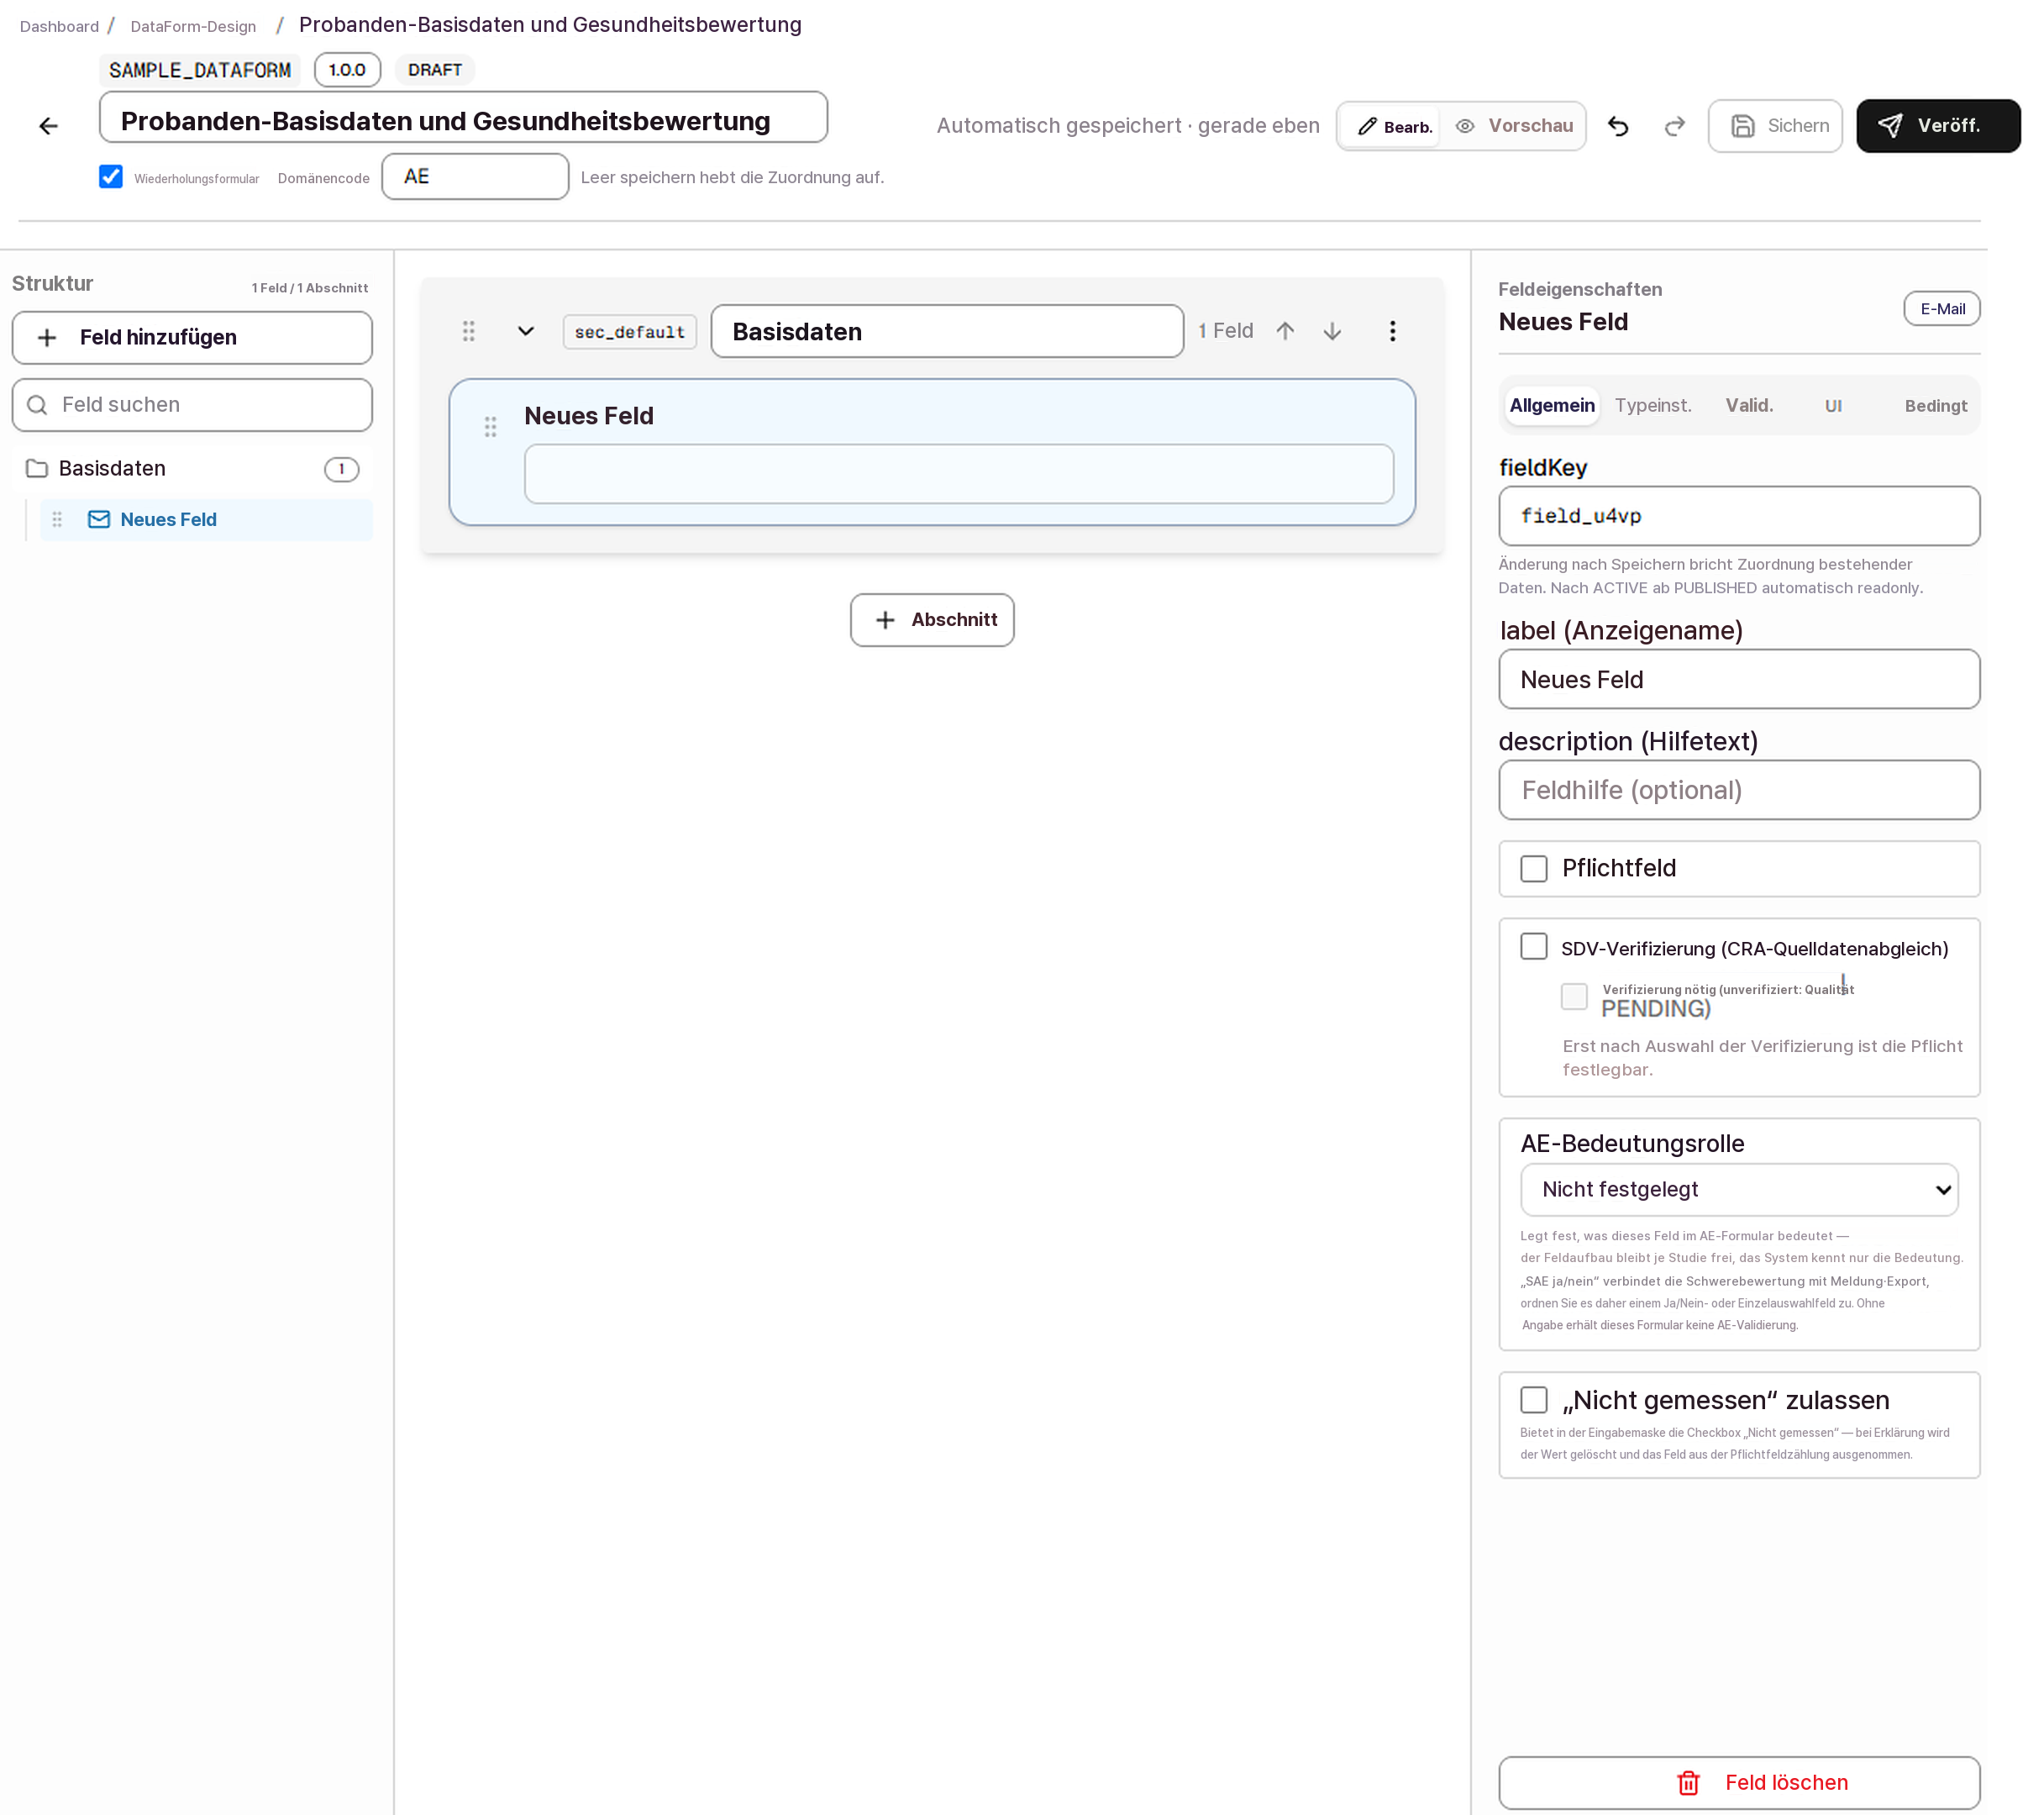 Dashboard / DataForm-Design / Probanden-Basisdaten und Gesundheitsbewertung
SAMPLE_DATAFORM 1.0.0 DRAFT
Probanden-Basisdaten und Gesundheitsbewertung
Automatisch gespeichert · gerade eben Bearb. Vorschau Sichern Veröff.
Wiederholungsformular Domänencode AE Leer speichern hebt die Zuordnung auf.
Struktur 1 Feld / 1 Abschnitt
Feld hinzufügen
Feld suchen
Basisdaten 1
Neues Feld
sec_default Basisdaten 1 Feld
Neues Feld
Abschnitt
Feldeigenschaften
Neues Feld E-Mail
Allgemein Typeinst. Valid. UI Bedingt
fieldKey
field_u4vp
Änderung nach Speichern bricht Zuordnung bestehender
Daten. Nach ACTIVE ab PUBLISHED automatisch readonly.
label (Anzeigename)
Neues Feld
description (Hilfetext)
Feldhilfe (optional)
Pflichtfeld
SDV-Verifizierung (CRA-Quelldatenabgleich)
Verifizierung nötig (unverifiziert: Qualität
PENDING)
Erst nach Auswahl der Verifizierung ist die Pflicht
festlegbar.
AE-Bedeutungsrolle
Nicht festgelegt
Legt fest, was dieses Feld im AE-Formular bedeutet —
der Feldaufbau bleibt je Studie frei, das System kennt nur die Bedeutung.
„SAE ja/nein“ verbindet die Schwerebewertung mit Meldung·Export,
ordnen Sie es daher einem Ja/Nein- oder Einzelauswahlfeld zu. Ohne
Angabe erhält dieses Formular keine AE-Validierung.
„Nicht gemessen“ zulassen
Bietet in der Eingabemaske die Checkbox „Nicht gemessen“ — bei Erklärung wird
der Wert gelöscht und das Feld aus der Pflichtfeldzählung ausgenommen.
Feld löschen